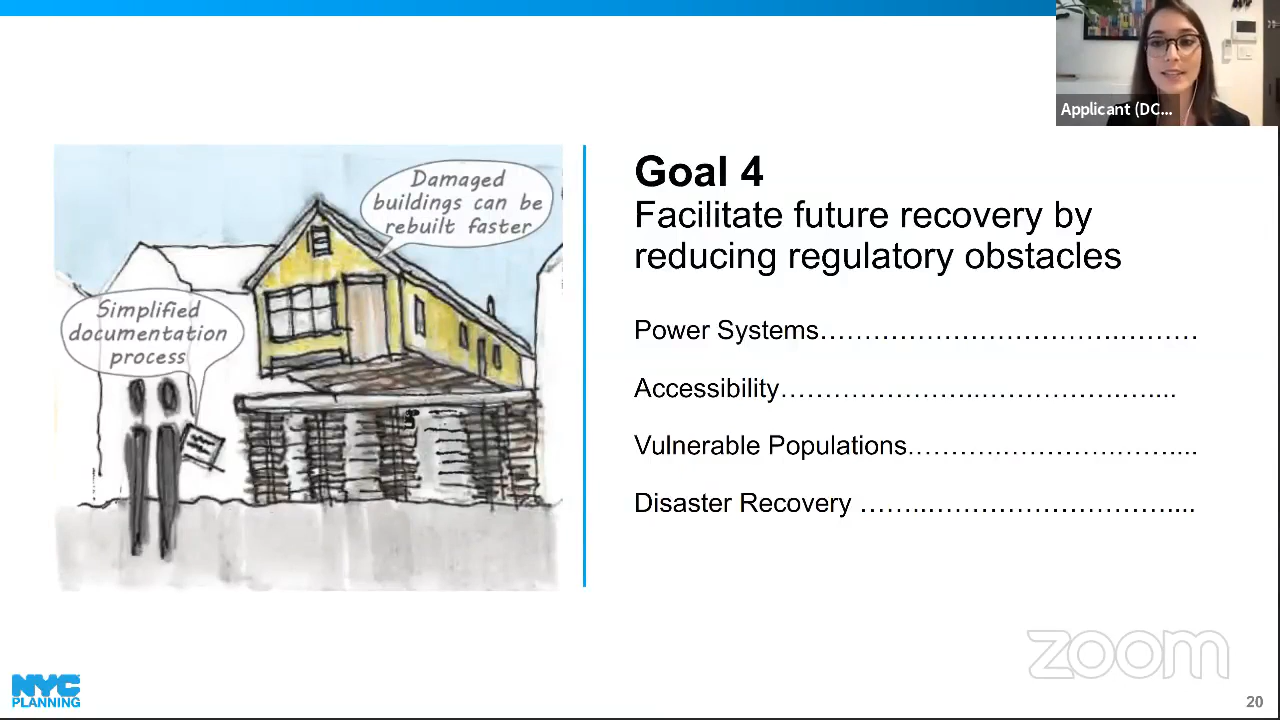 Applicant (DC...
Damaged
buildings can be
rebuilt faster
Simplified
documentation
process
Goal 4
Facilitate future recovery by
reducing regulatory obstacles
Power Systems……………………………..………
Accessibility…………………..……………….…....
Vulnerable Populations……………………….……....
Disaster Recovery ……..…………………………....
zoom
NYC
PLANNING
20